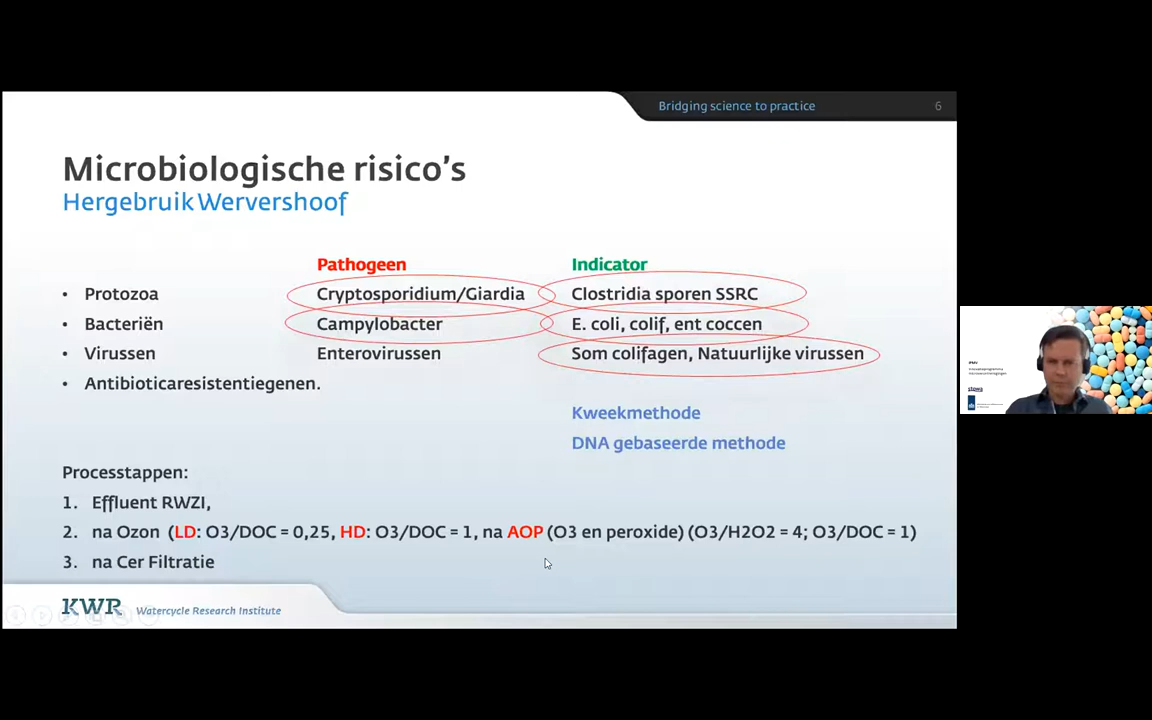 Bridging science to practice 6
Microbiologische risico's
Hergebruik Wervershoof
Pathogeen Indicator
• Protozoa Cryptosporidium/Giardia Clostridia sporen SSRC
• Bacteriën Campylobacter E. coli, colif, ent coccen
• Virussen Enterovirussen Som colifagen, Natuurlijke virussen
• Antibioticaresistentiegenen.
Kweekmethode
DNA gebaseerde methode
Processtappen:
1. Effluent RWZI,
2. na Ozon (LD: O3/DOC = 0,25, HD: O3/DOC = 1, na AOP (O3 en peroxide) (O3/H2O2 = 4; O3/DOC = 1)
3. na Cer Filtratie
KWR Watercycle Research Institute
stowa